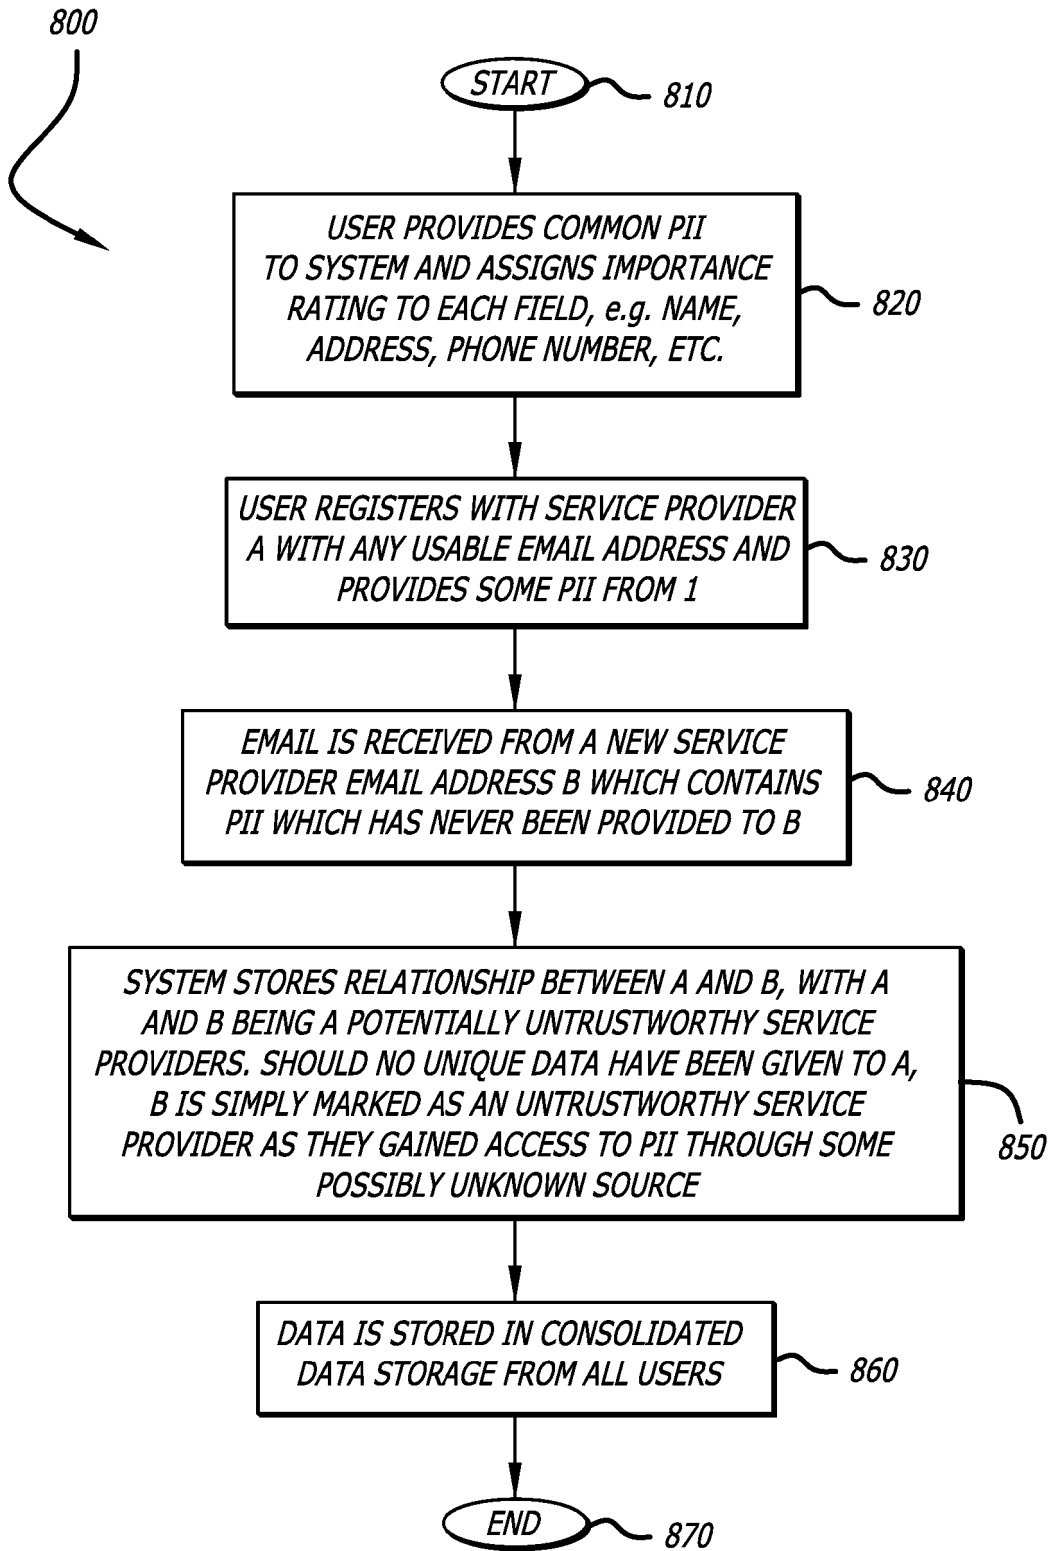 800
START
810
USER PROVIDES COMMON PII
TO SYSTEM AND ASSIGNS IMPORTANCE
RATING TO EACH FIELD, e.g. NAME,
ADDRESS, PHONE NUMBER, ETC.
820
USER REGISTERS WITH SERVICE PROVIDER
A WITH ANY USABLE EMAIL ADDRESS AND
PROVIDES SOME PII FROM 1
830
EMAIL IS RECEIVED FROM A NEW SERVICE
PROVIDER EMAIL ADDRESS B WHICH CONTAINS
PII WHICH HAS NEVER BEEN PROVIDED TO B
840
SYSTEM STORES RELATIONSHIP BETWEEN A AND B, WITH A
AND B BEING A POTENTIALLY UNTRUSTWORTHY SERVICE
PROVIDERS. SHOULD NO UNIQUE DATA HAVE BEEN GIVEN TO A,
B IS SIMPLY MARKED AS AN UNTRUSTWORTHY SERVICE
PROVIDER AS THEY GAINED ACCESS TO PII THROUGH SOME
POSSIBLY UNKNOWN SOURCE
850
DATA IS STORED IN CONSOLIDATED
DATA STORAGE FROM ALL USERS
860
END
870